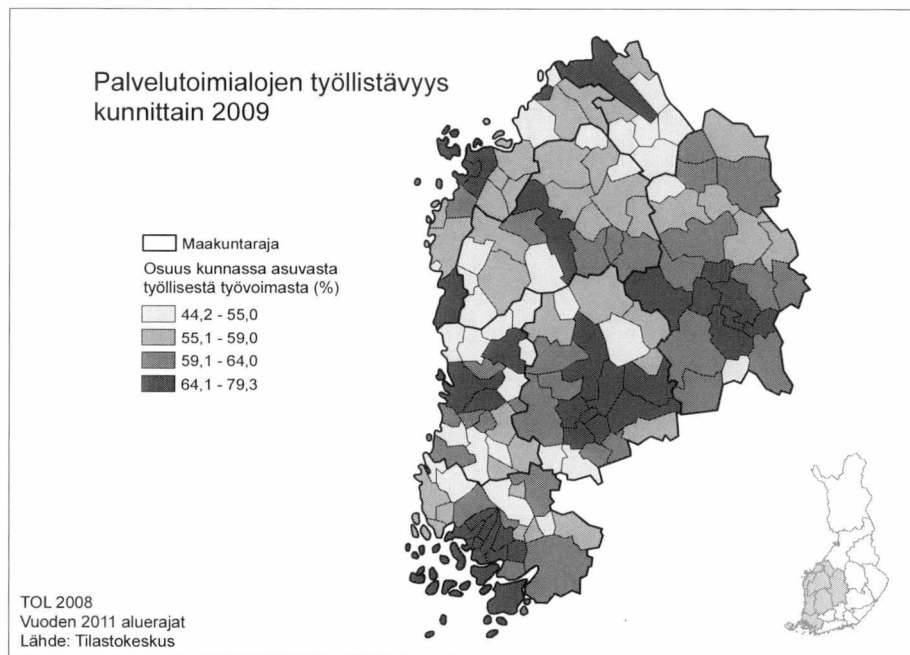 Palvelutoimialojen työllistävyys
kunnittain 2009
Maakuntaraja
Osuus kunnassa asuvasta
työllisestä työvoimasta (%)
44,2 - 55,0
55,1 - 59,0
59,1 - 64,0
64,1 - 79,3
TOL 2008
Vuoden 2011 aluerajat
Lähde: Tilastokeskus